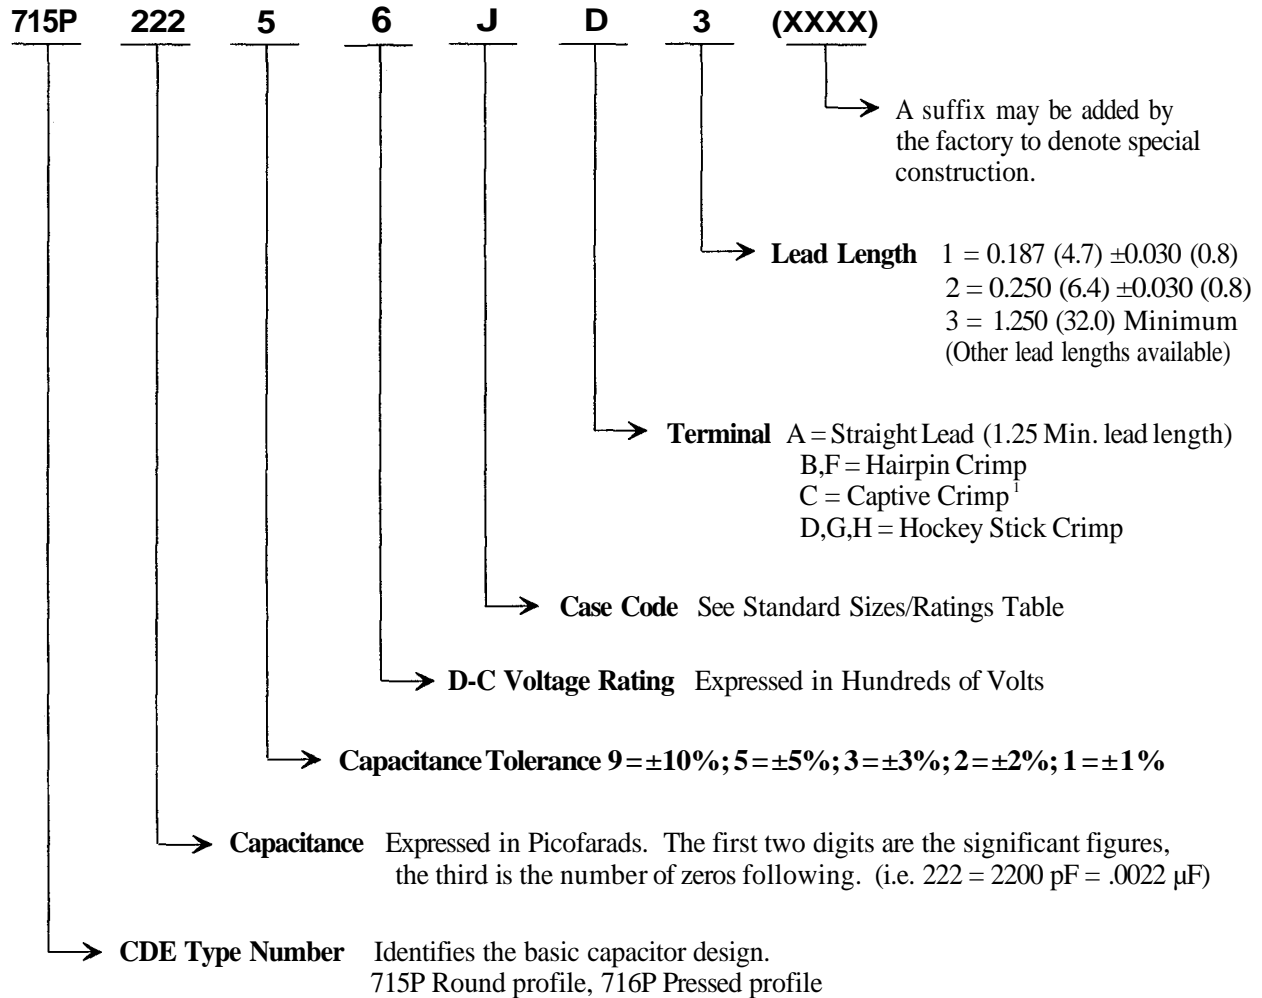 715P 222 5 6 J D 3 (XXXX)
A suffix may be added by
the factory to denote special
construction.
Lead Length 1 = 0.187 (4.7) ±0.030 (0.8)
2 = 0.250 (6.4) ±0.030 (0.8)
3 = 1.250 (32.0) Minimum
(Other lead lengths available)
Terminal A = Straight Lead (1.25 Min. lead length)
B,F = Hairpin Crimp
C = Captive Crimp 1
D,G,H = Hockey Stick Crimp
Case Code See Standard Sizes/Ratings Table
D-C Voltage Rating Expressed in Hundreds of Volts
Capacitance Tolerance 9=±10%; 5=±5%; 3=±3%; 2=±2%; 1=±1%
Capacitance Expressed in Picofarads. The first two digits are the significant figures,
the third is the number of zeros following. (i.e. 222 = 2200 pF = .0022 µF)
CDE Type Number Identifies the basic capacitor design.
715P Round profile, 716P Pressed profile